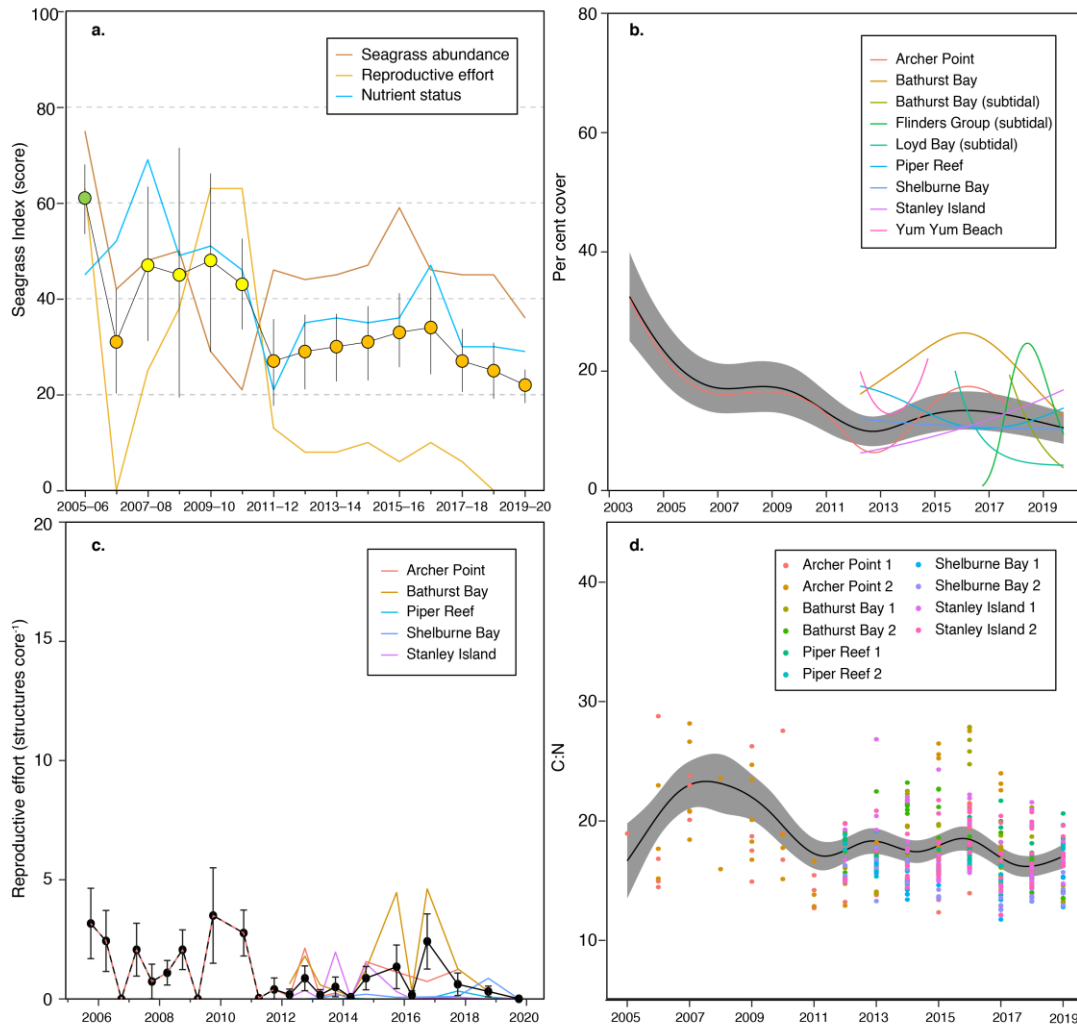 a.
Seagrass abundance
Reproductive effort
Nutrient status
Seagrass Index (score)
100
80
60
40
20
0
2005–06
2007–08
2009–10
2011–12
2013–14
2015–16
2017–18
2019–20
b.
Archer Point
Bathurst Bay
Bathurst Bay (subtidal)
Flinders Group (subtidal)
Loyd Bay (subtidal)
Piper Reef
Shelburne Bay
Stanley Island
Yum Yum Beach
Per cent cover
80
60
40
20
0
2003
2005
2007
2009
2011
2013
2015
2017
2019
c.
Archer Point
Bathurst Bay
Piper Reef
Shelburne Bay
Stanley Island
Reproductive effort (structures core⁻¹)
20
15
10
5
0
2006
2008
2010
2012
2014
2016
2018
2020
d.
Archer Point 1
Archer Point 2
Bathurst Bay 1
Bathurst Bay 2
Piper Reef 1
Piper Reef 2
Shelburne Bay 1
Shelburne Bay 2
Stanley Island 1
Stanley Island 2
C:N
40
30
20
10
2005
2007
2009
2011
2013
2015
2017
2019